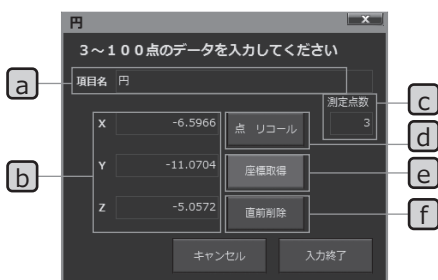 円
x
3～100点のデータを入力してください
a
項目名 円
測定点数
c
X -6.5966
点 リコール
3
d
b
Y -11.0704
座標取得
e
Z -5.0572
直前削除
f
キャンセル
入力終了